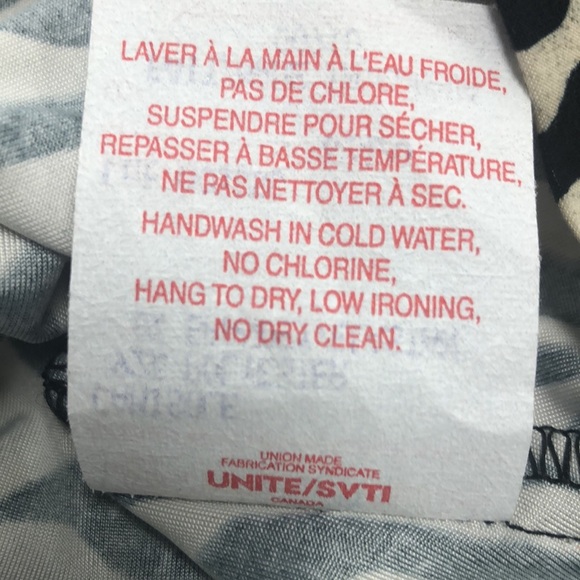 LAVER À LA MAIN À L'EAU FROIDE,
PAS DE CHLORE,
SUSPENDRE POUR SÉCHER,
REPASSER À BASSE TEMPÉRATURE,
NE PAS NETTOYER À SEC.
HANDWASH IN COLD WATER,
NO CHLORINE,
HANG TO DRY, LOW IRONING,
NO DRY CLEAN.
UNION MADE
FABRICATION SYNDICATE
UNITE/SVTI
CANADA